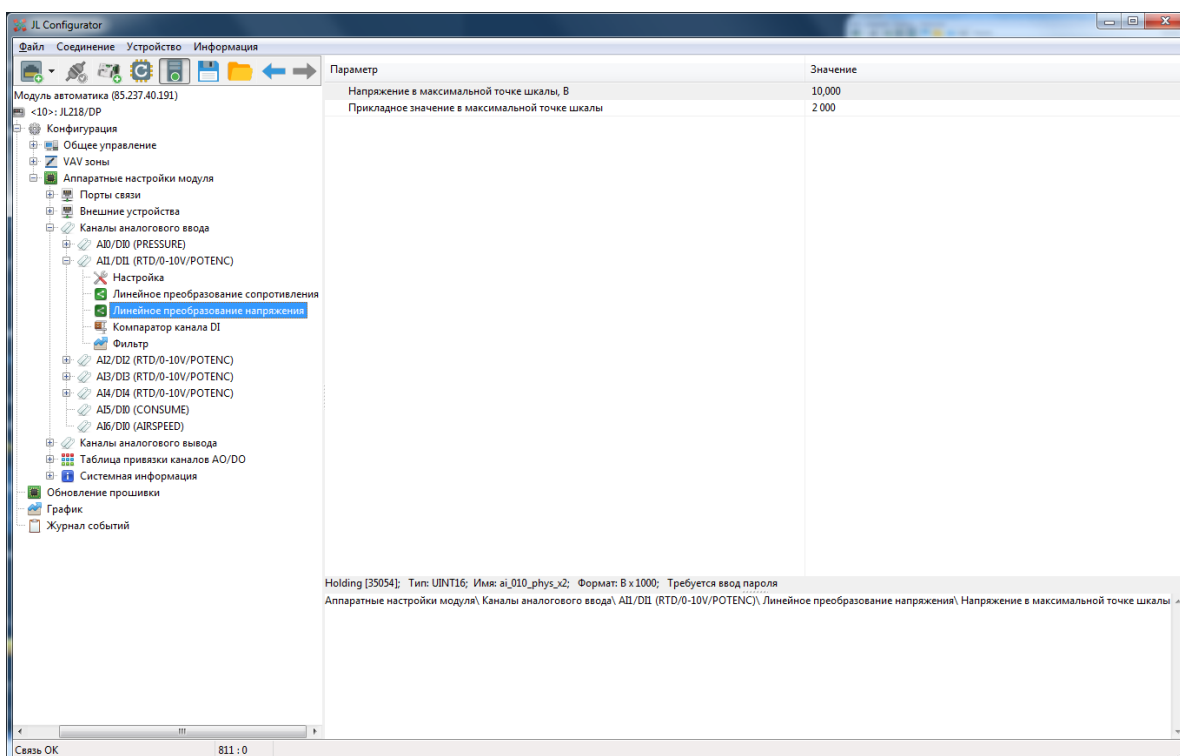 JL Configurator
Файл Соединение Устройство Информация
Модуль автоматика (85.237.40.191)
<10>: JL218/DP
Конфигурация
Общее управление
VAV зоны
Аппаратные настройки модуля
Порты связи
Внешние устройства
Каналы аналогового ввода
AI0/DI0 (PRESSURE)
AI1/DI1 (RTD/0-10V/POTENC)
Настройка
Линейное преобразование сопротивления
Линейное преобразование напряжения
Компаратор канала DI
Фильтр
AI2/DI2 (RTD/0-10V/POTENC)
AI3/DI3 (RTD/0-10V/POTENC)
AI4/DI4 (RTD/0-10V/POTENC)
AI5/DI0 (CONSUME)
AI6/DI0 (AIRSPEED)
Каналы аналогового вывода
Таблица привязки каналов AO/DO
Системная информация
Обновление прошивки
График
Журнал событий
Параметр Значение
Напряжение в максимальной точке шкалы, В 10,000
Прикладное значение в максимальной точке шкалы 2 000
Holding [35054]; Тип: UINT16; Имя: ai_010_phys_x2; Формат: В x 1000; Требуется ввод пароля
Аппаратные настройки модуля\ Каналы аналогового ввода\ AI1/DI1 (RTD/0-10V/POTENC)\ Линейное преобразование напряжения\ Напряжение в максимальной точке шкалы
Связь ОК 811 : 0